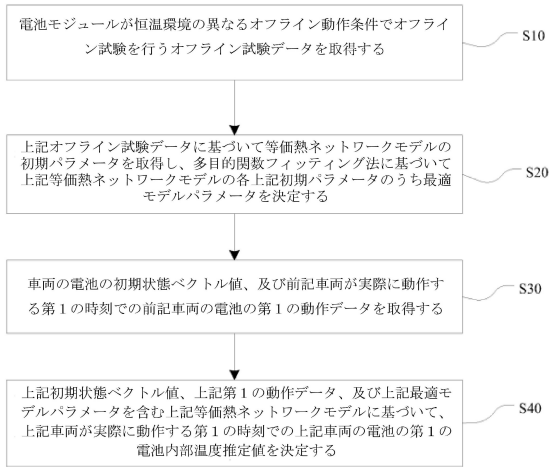 電池モジュールが恒温環境の異なるオフライン動作条件でオフライ
ン試験を行うオフライン試験データを取得する
S10
上記オフライン試験データに基づいて等価熱ネットワークモデルの
初期パラメータを取得し、多目的関数フィッティング法に基づいて
上記等価熱ネットワークモデルの各上記初期パラメータのうち最適
モデルパラメータを決定する
S20
車両の電池の初期状態ベクトル値、及び前記車両が実際に動作す
る第１の時刻での前記車両の電池の第１の動作データを取得する
S30
上記初期状態ベクトル値、上記第１の動作データ、及び上記最適モ
デルパラメータを含む上記等価熱ネットワークモデルに基づいて、
上記車両が実際に動作する第１の時刻での上記車両の電池の第１の
電池内部温度推定値を決定する
S40